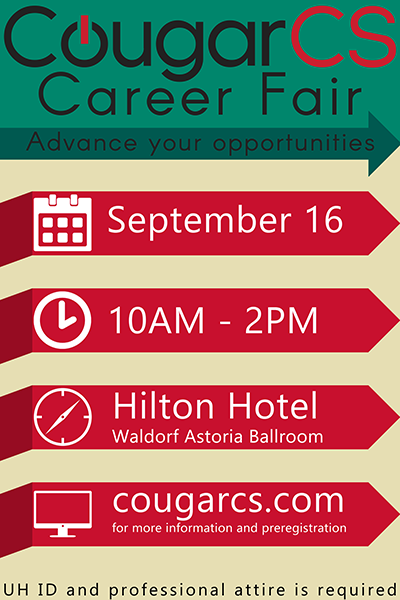 CougarCS
Career Fair
Advance your opportunities
September 16
10AM - 2PM
Hilton Hotel
Waldorf Astoria Ballroom
cougarcs.com
for more information and preregistration
UH ID and professional attire is required